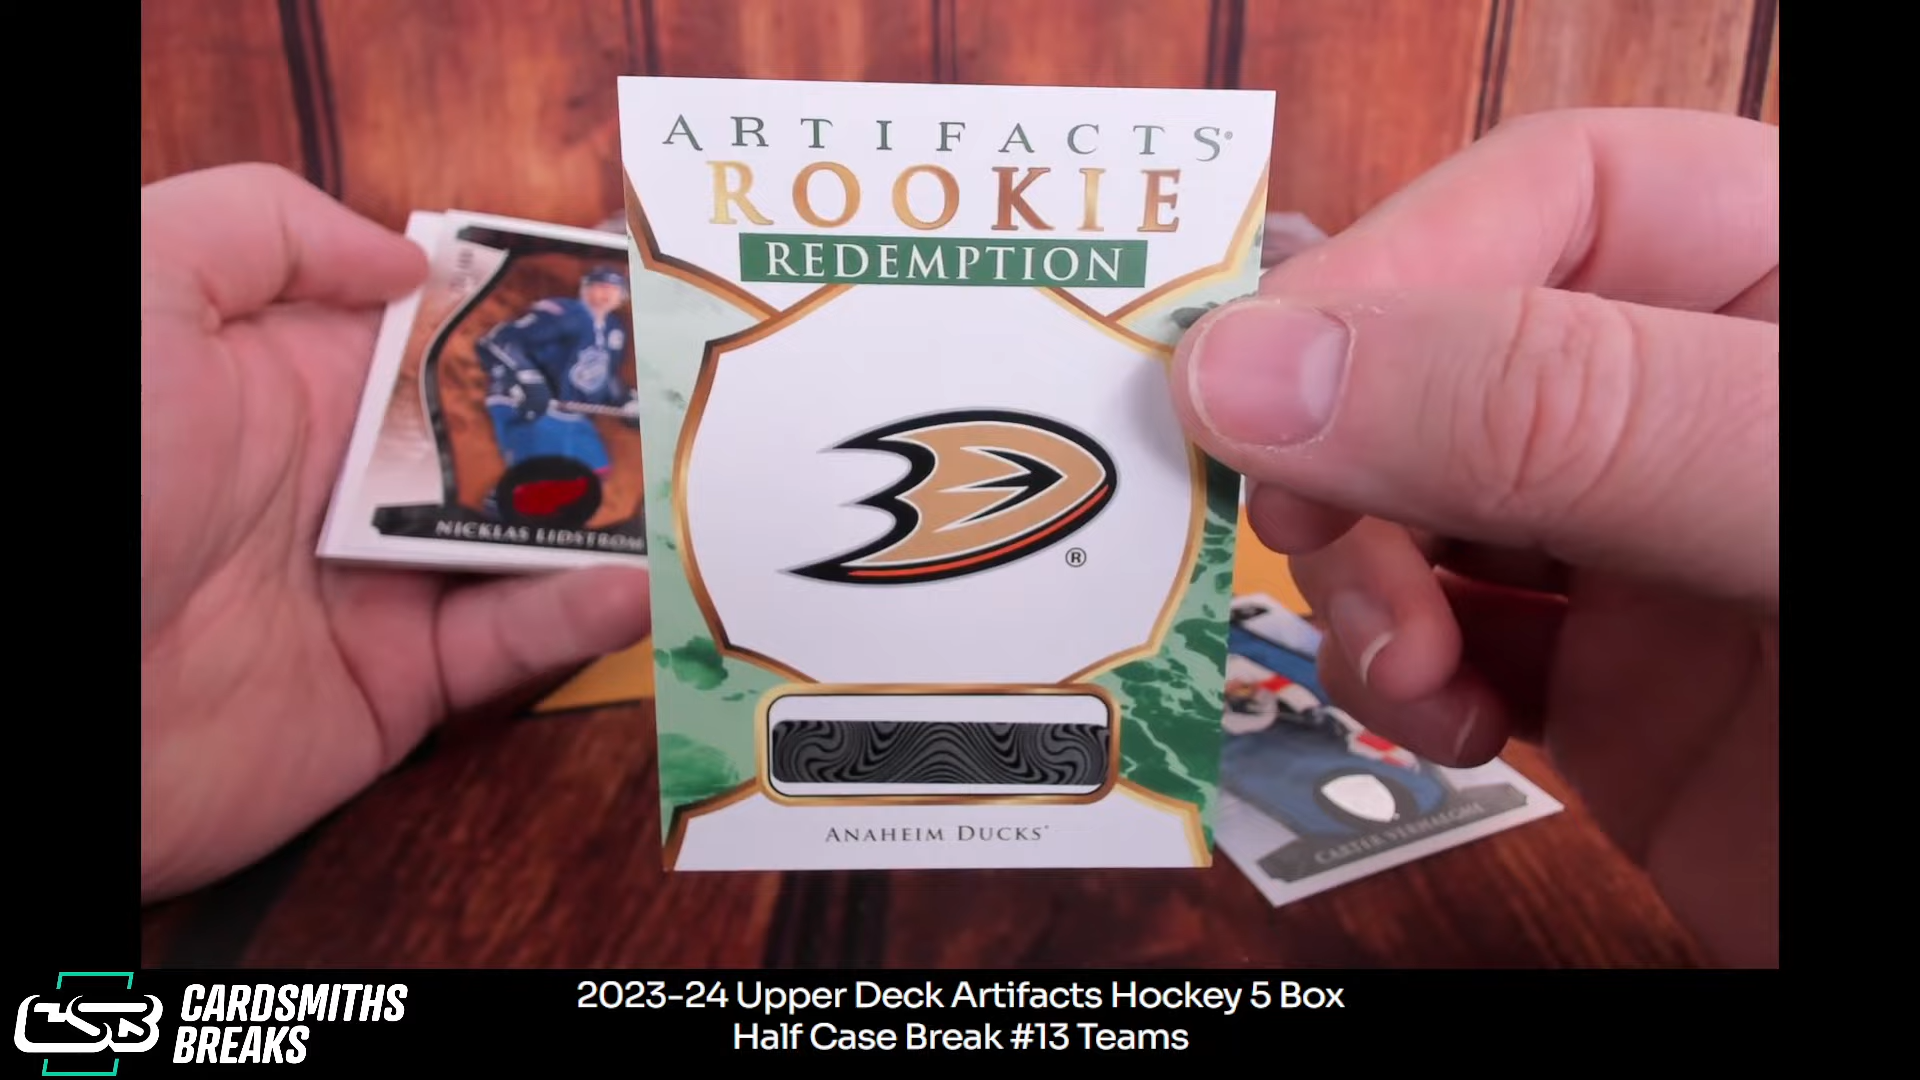 ARTIFACTS
ROOKIE
REDEMPTION
NICKLAS LIDSTROM
®
CARTER VERHAEGHE
ANAHEIM DUCKS
CSB
CARDSMITHS
BREAKS
2023-24 Upper Deck Artifacts Hockey 5 Box
Half Case Break #13 Teams